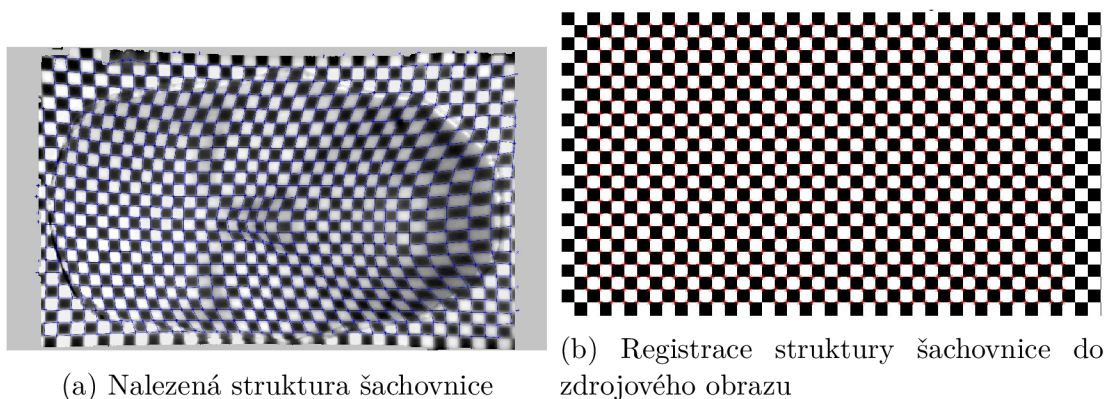 (a) Nalezená struktura šachovnice
(b) Registrace struktury šachovnice do
zdrojového obrazu